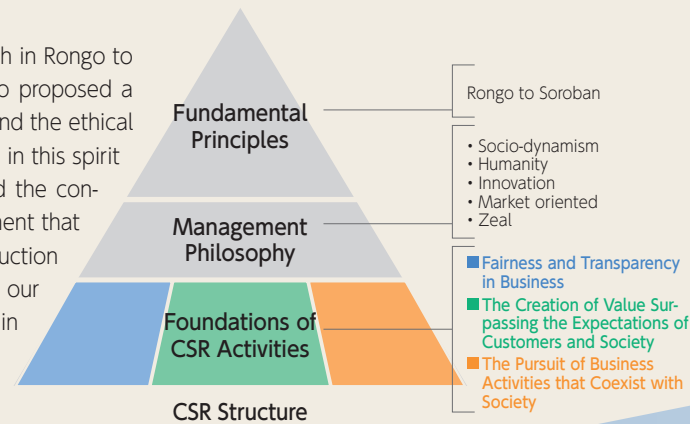 h in Rongo to
o proposed a
nd the ethical
in this spirit
d the con-
nent that
uction
our
in
Fundamental
Principles
Management
Philosophy
Foundations of
CSR Activities
CSR Structure
Rongo to Soroban
• Socio-dynamism
• Humanity
• Innovation
• Market oriented
• Zeal
Fairness and Transparency
in Business
The Creation of Value Sur-
passing the Expectations of
Customers and Society
The Pursuit of Business
Activities that Coexist with
Society